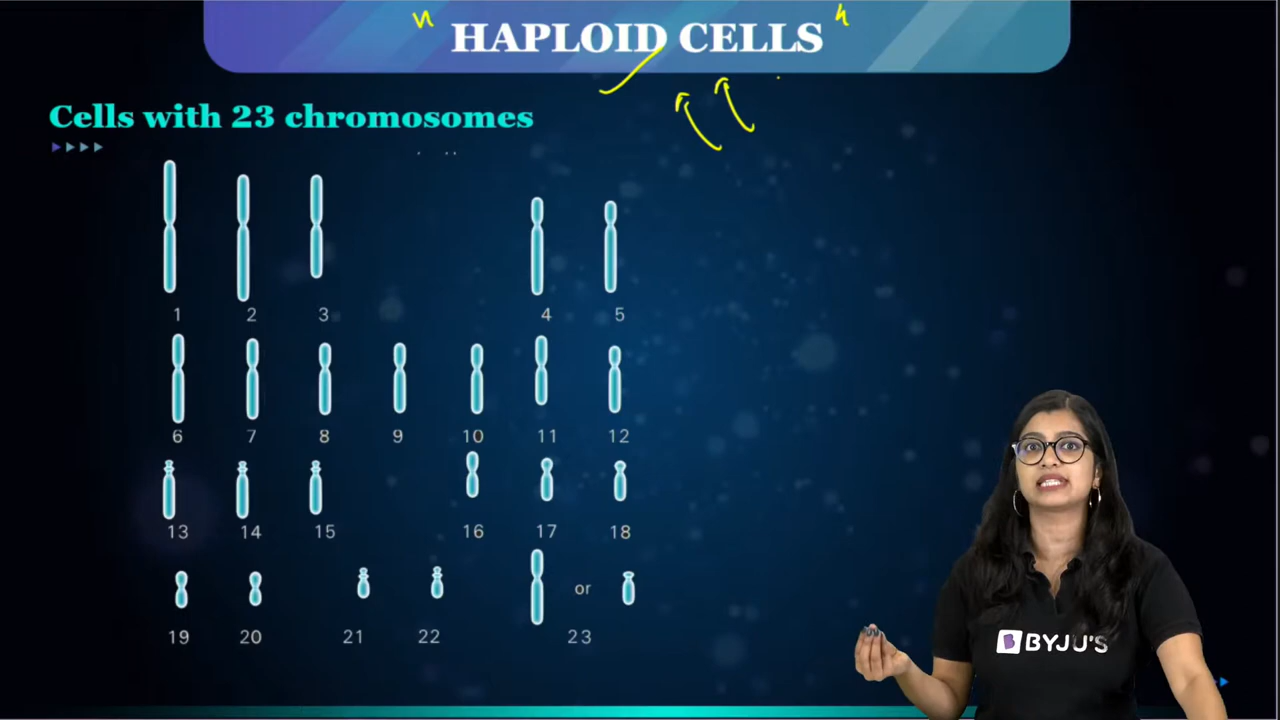 n HAPLOID CELLS n
Cells with 23 chromosomes
1 2 3 4 5
6 7 8 9 10 11 12
13 14 15 16 17 18
or
19 20 21 22 23
BYJU'S